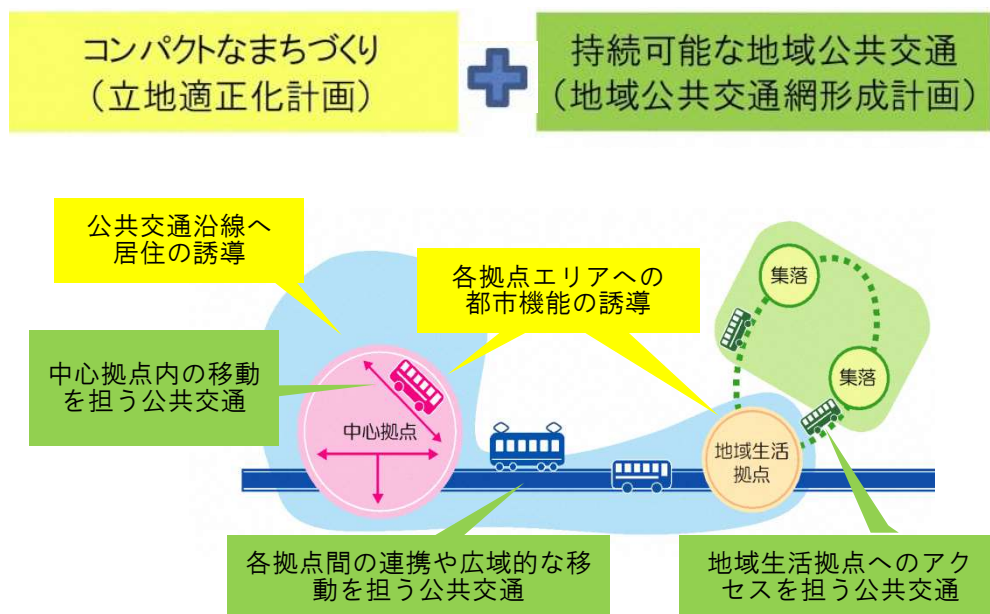 コンパクトなまちづくり
（立地適正化計画）
持続可能な地域公共交通
（地域公共交通網形成計画）
公共交通沿線へ
居住の誘導
各拠点エリアへの
都市機能の誘導
集落
中心拠点内の移動
を担う公共交通
集落
中心拠点
地域生活
拠点
各拠点間の連携や広域的な移
動を担う公共交通
地域生活拠点へのアク
セスを担う公共交通